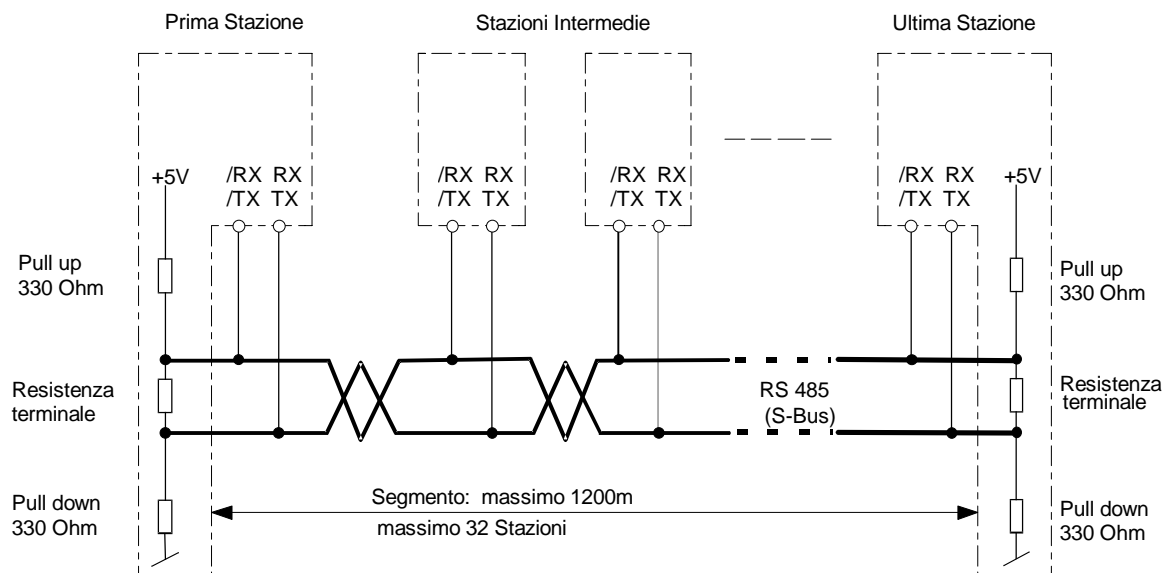 Prima Stazione
Stazioni Intermedie
Ultima Stazione
+5V
/RX RX
/TX TX
/RX RX
/TX TX
/RX RX
/TX TX
/RX RX
/TX TX
+5V
Pull up
330 Ohm
Pull up
330 Ohm
Resistenza
terminale
RS 485
(S-Bus)
Resistenza
terminale
Pull down
330 Ohm
Segmento: massimo 1200m
massimo 32 Stazioni
Pull down
330 Ohm